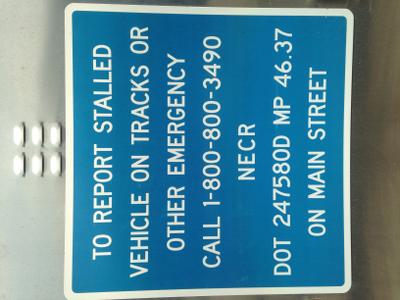 TO REPORT STALLED
VEHICLE ON TRACKS OR
OTHER EMERGENCY
CALL 1-800-800-3490
NECR
DOT 247580D MP 46.37
ON MAIN STREET